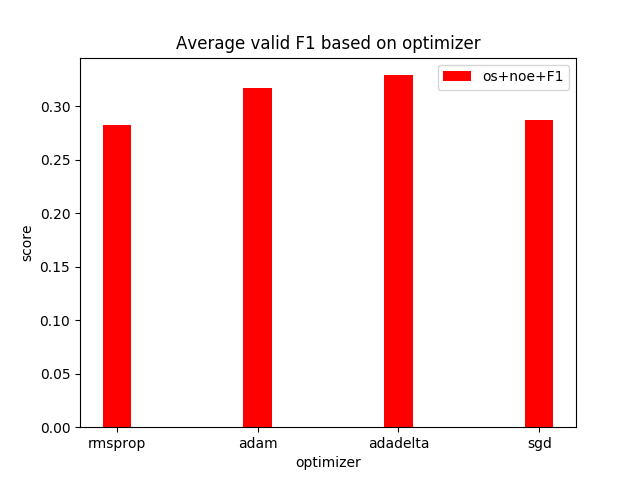 Average valid F1 based on optimizer
os+noe+F1
0.30
0.25
0.20
0.15
0.10
0.05
0.00
score
rmsprop adam adadelta sgd
optimizer